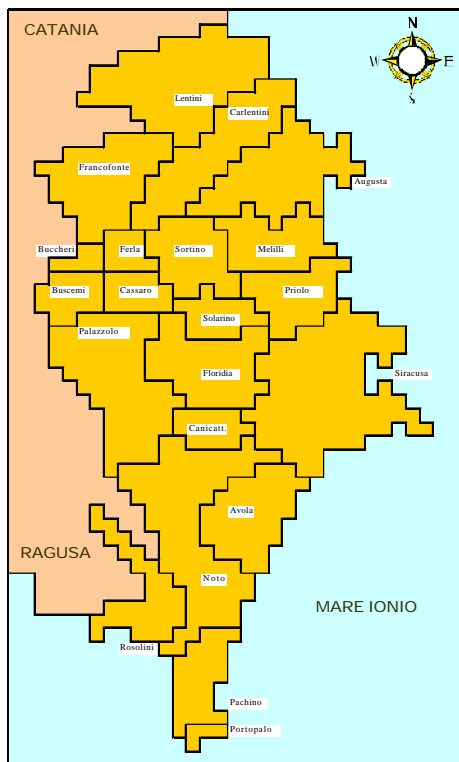 CATANIA
N
W
E
S
Lentini
Carlentini
Francofonte
Augusta
Buccheri
Ferla
Sortino
Melilli
Buscemi
Cassaro
Priolo
Solarino
Palazzolo
Floridia
Siracusa
Canicatt.
Avola
RAGUSA
Noto
MARE IONIO
Rosolini
Pachino
Portopalo